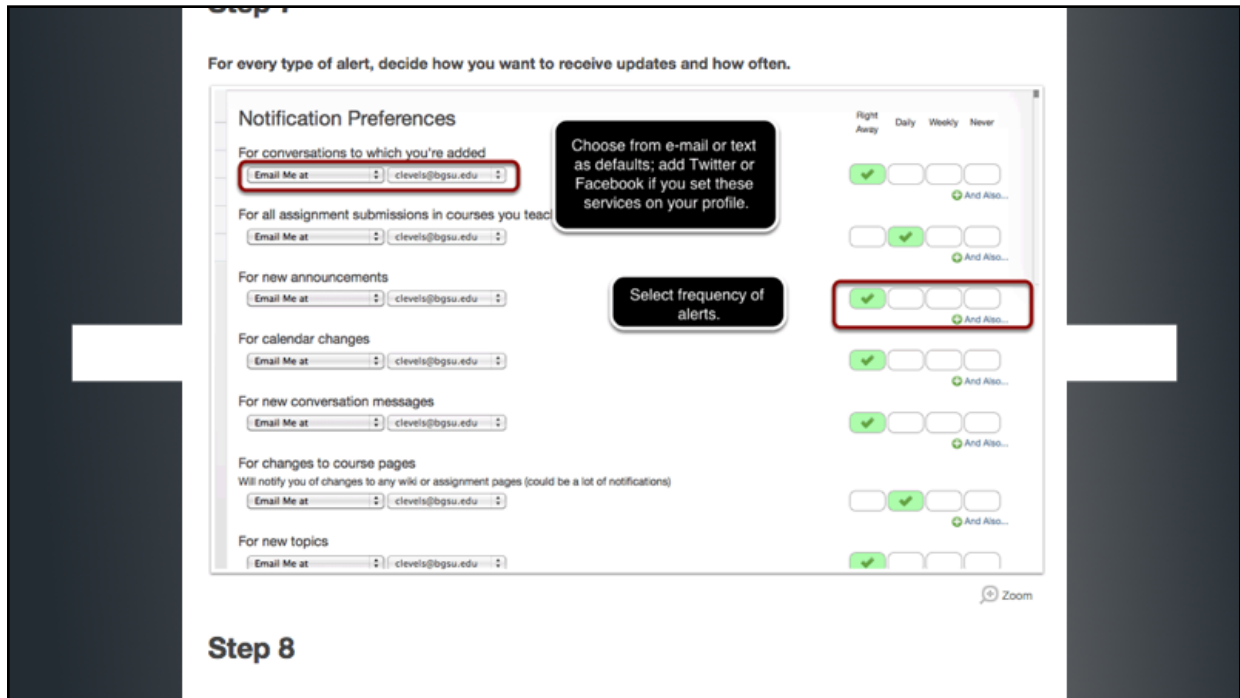 For every type of alert, decide how you want to receive updates and how often.
Notification Preferences
Right
Away Daily Weekly Never
For conversations to which you're added
Email Me at clevels@bgsu.edu
Choose from e-mail or text
as defaults; add Twitter or
Facebook if you set these
services on your profile.
And Also...
For all assignment submissions in courses you teac
Email Me at clevels@bgsu.edu
And Also...
For new announcements
Email Me at clevels@bgsu.edu
Select frequency of
alerts.
And Also...
For calendar changes
Email Me at clevels@bgsu.edu
And Also...
For new conversation messages
Email Me at clevels@bgsu.edu
And Also...
For changes to course pages
Will notify you of changes to any wiki or assignment pages (could be a lot of notifications)
Email Me at clevels@bgsu.edu
And Also...
For new topics
Email Me at clevels@bgsu.edu
Zoom
Step 8